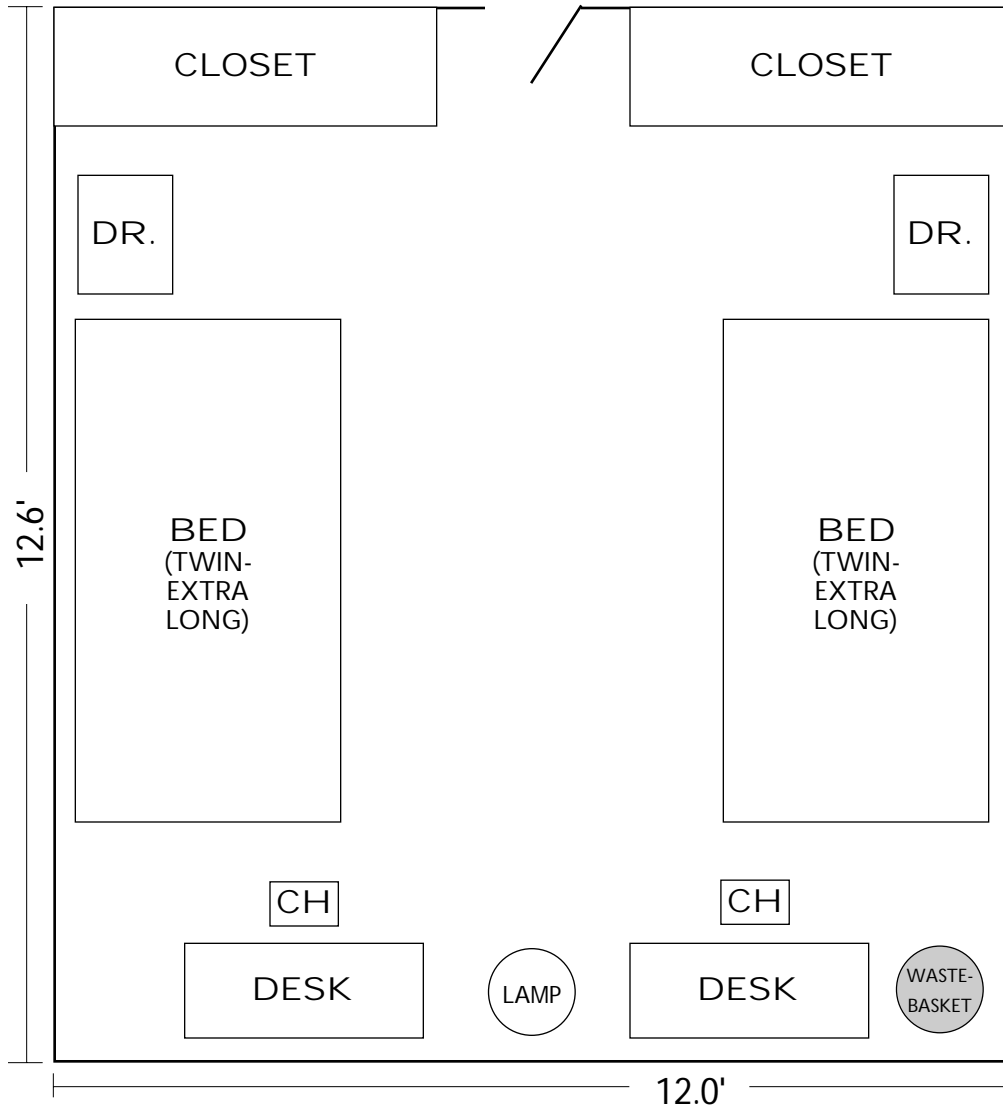 CLOSET
CLOSET
DR.
DR.
12.6'
BED
(TWIN-
EXTRA
LONG)
BED
(TWIN-
EXTRA
LONG)
CH
CH
DESK
LAMP
DESK
WASTE-
BASKET
12.0'